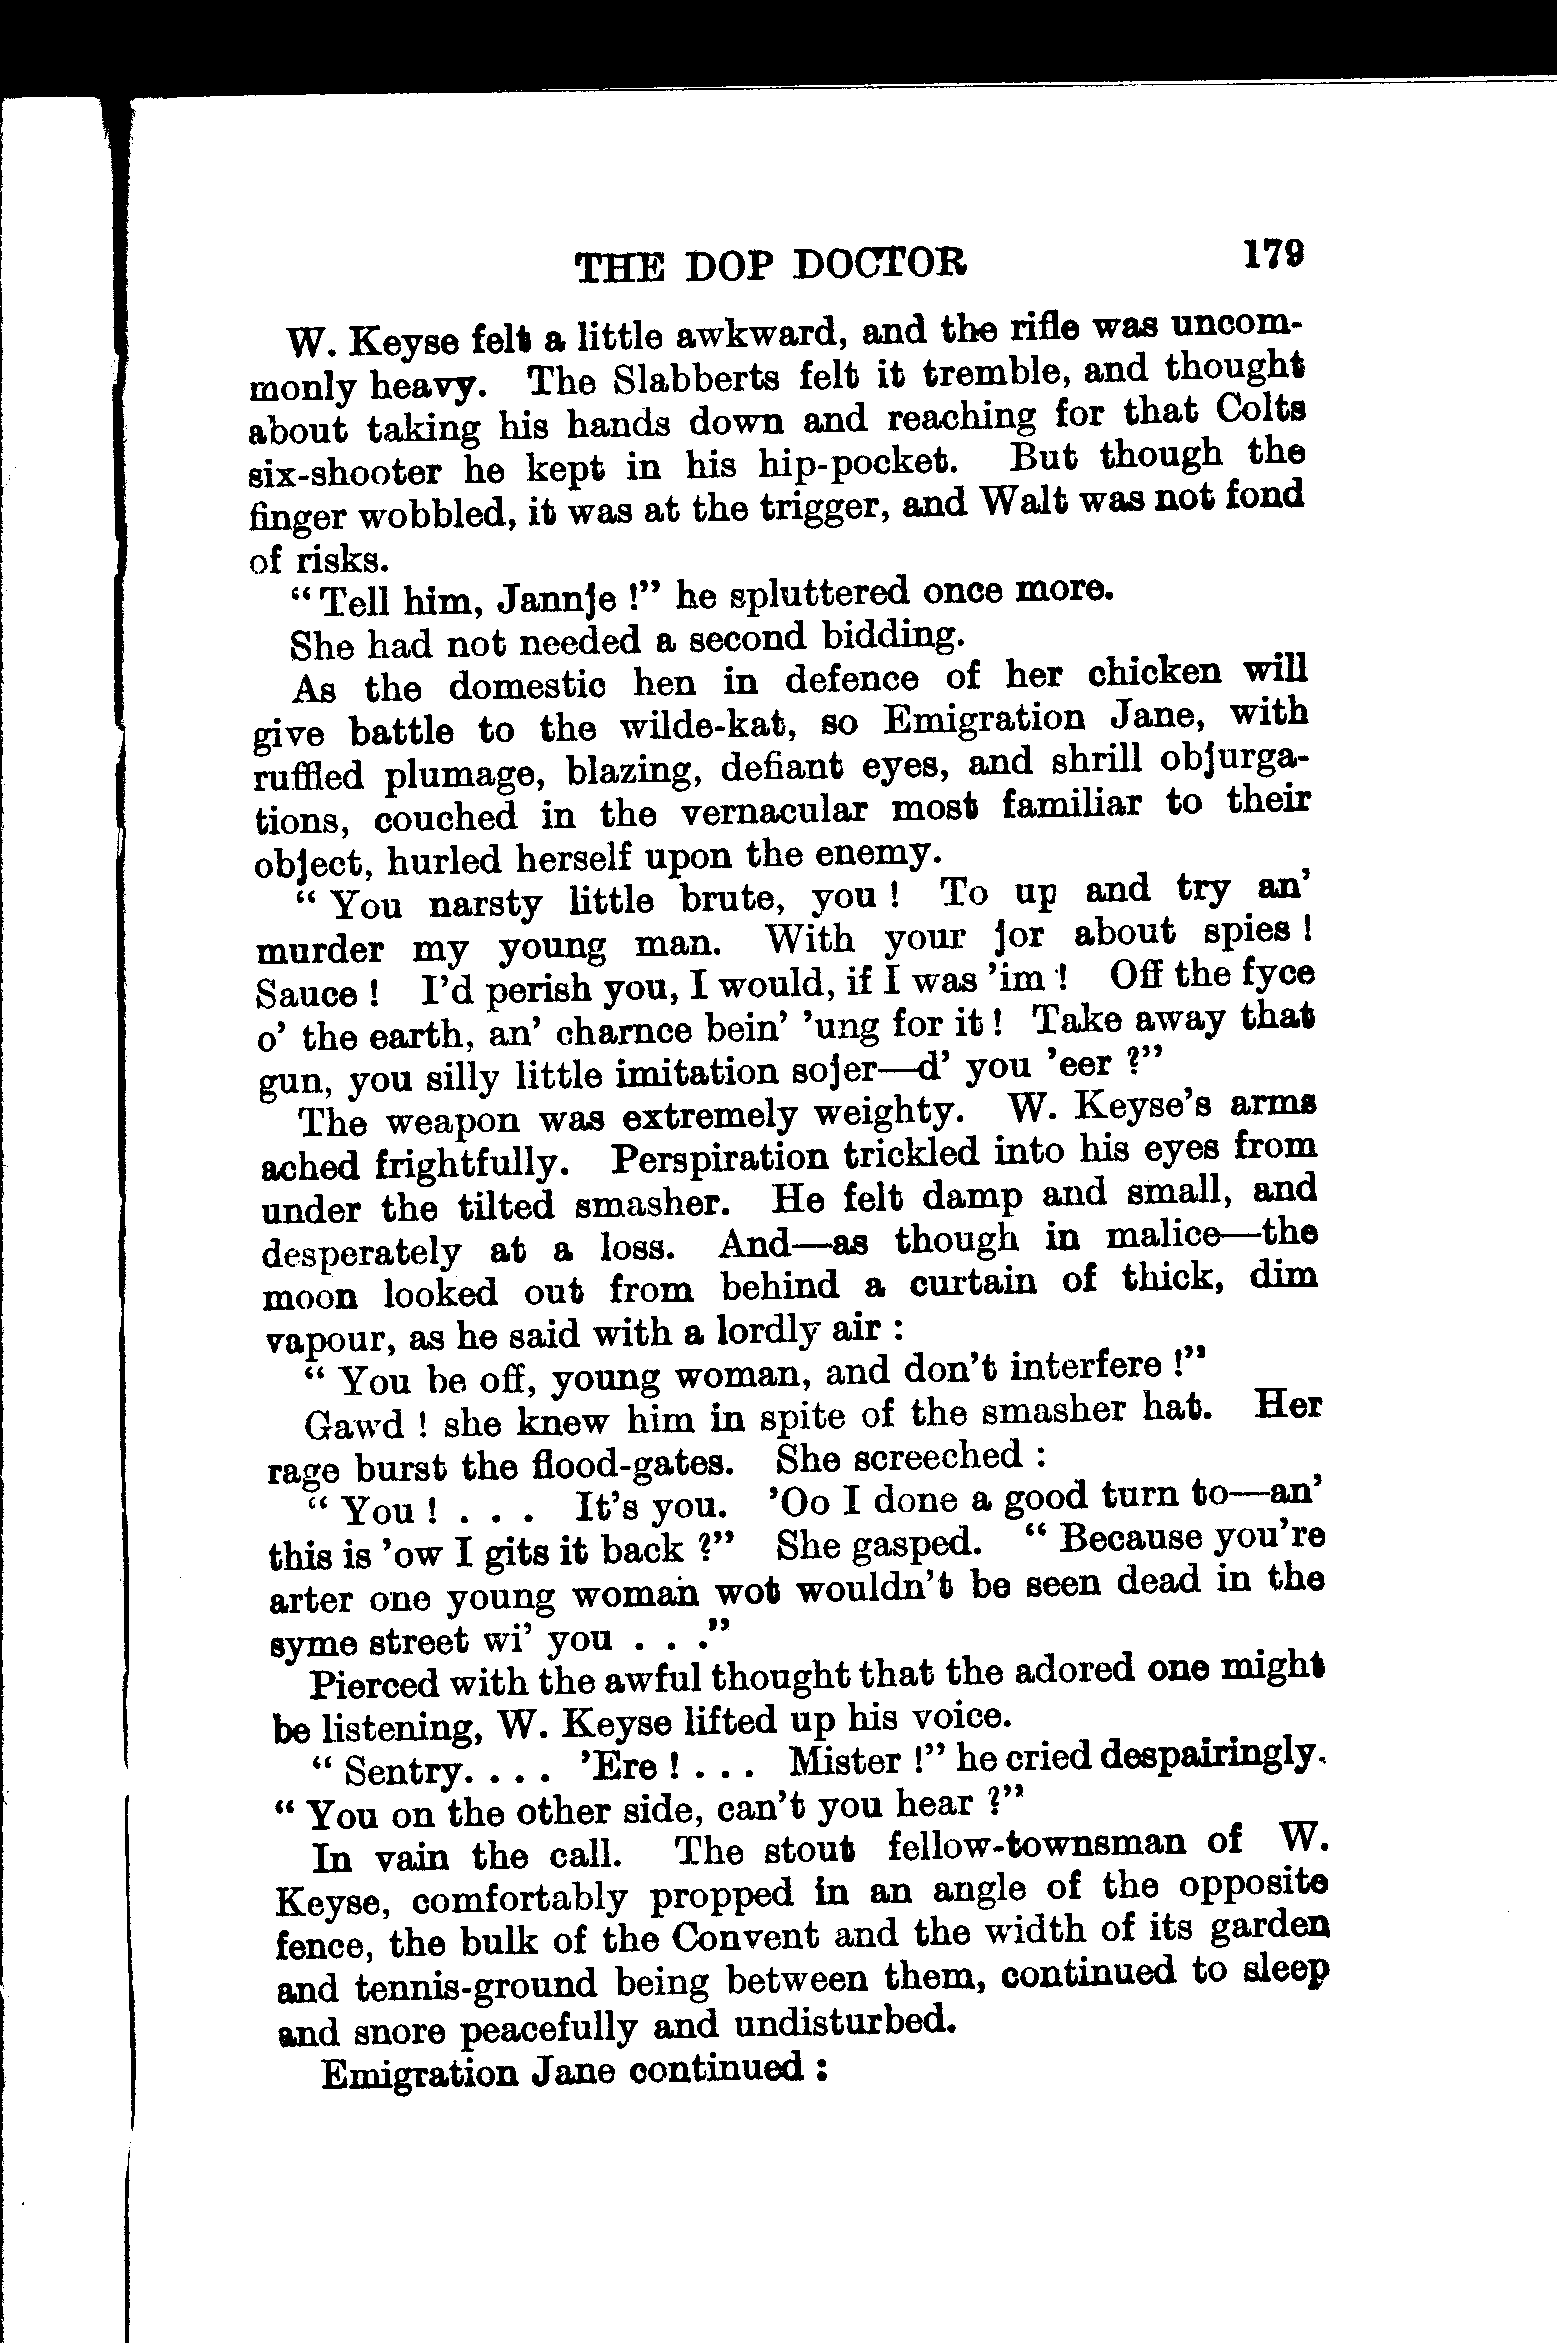 THE DOP DOCTOR 179
W. Keyse felt a little awkward, and the rifle was uncom-
monly heavy. The Slabberts felt it tremble, and thought
about taking his hands down and reaching for that Colts
six-shooter he kept in his hip-pocket. But though the
finger wobbled, it was at the trigger, and Walt was not fond
of risks.
“Tell him, Jannje !” he spluttered once more.
She had not needed a second bidding.
As the domestic hen in defence of her chicken will
give battle to the wilde-kat, so Emigration Jane, with
ruffled plumage, blazing, defiant eyes, and shrill objurga-
tions, couched in the vernacular most familiar to their
object, hurled herself upon the enemy.
“ You narsty little brute, you ! To up and try an’
murder my young man. With your jor about spies !
Sauce ! I’d perish you, I would, if I was ’im ! Off the fyce
o’ the earth, an’ charnce bein’ ’ung for it ! Take away that
gun, you silly little imitation sojer—d’ you ’eer ?”
The weapon was extremely weighty. W. Keyse’s arms
ached frightfully. Perspiration trickled into his eyes from
under the tilted smasher. He felt damp and small, and
desperately at a loss. And—as though in malice—the
moon looked out from behind a curtain of thick, dim
vapour, as he said with a lordly air :
“ You be off, young woman, and don’t interfere !”
Gawd ! she knew him in spite of the smasher hat. Her
rage burst the flood-gates. She screeched :
“ You ! . . . It’s you. ’Oo I done a good turn to—an’
this is ’ow I gits it back ?” She gasped. “ Because you’re
arter one young woman wot wouldn’t be seen dead in the
syme street wi’ you . . .”
Pierced with the awful thought that the adored one might
be listening, W. Keyse lifted up his voice.
“ Sentry. . . . ’Ere ! . . . Mister !” he cried despairingly.
“ You on the other side, can’t you hear ?”
In vain the call. The stout fellow-townsman of W.
Keyse, comfortably propped in an angle of the opposite
fence, the bulk of the Convent and the width of its garden
and tennis-ground being between them, continued to sleep
and snore peacefully and undisturbed.
Emigration Jane continued :